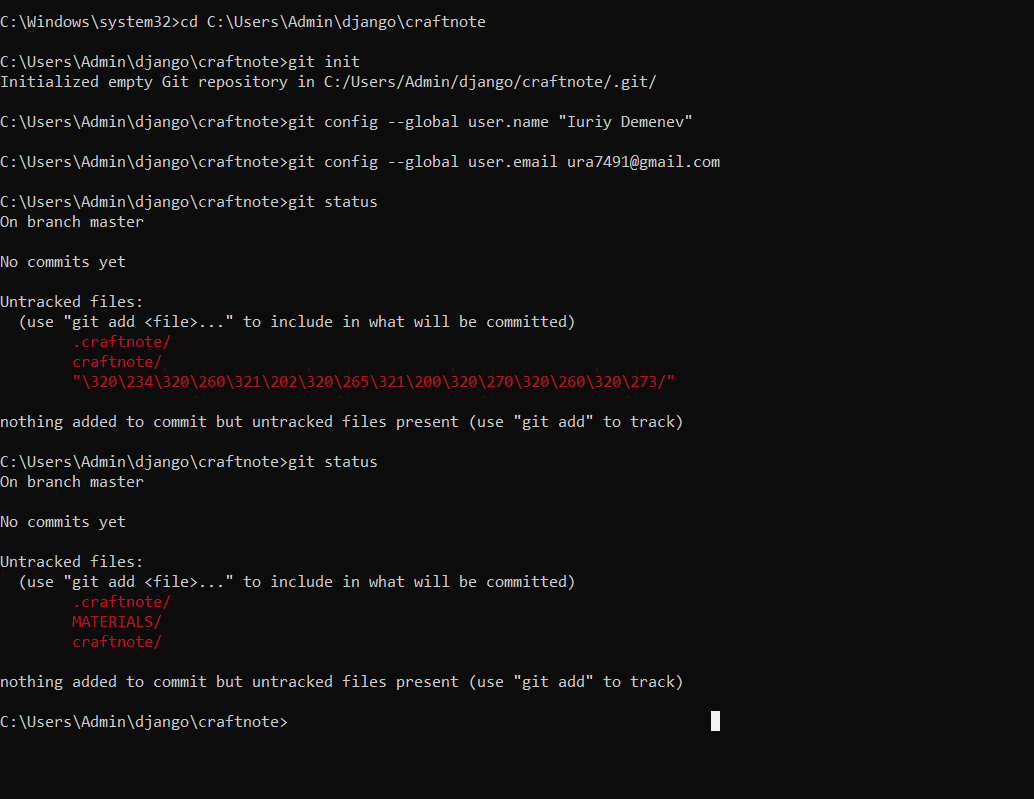 C:\Windows\system32>cd C:\Users\Admin\django\craftnote
C:\Users\Admin\django\craftnote>git init
Initialized empty Git repository in C:/Users/Admin/django/craftnote/.git/
C:\Users\Admin\django\craftnote>git config --global user.name "Iuriy Demenev"
C:\Users\Admin\django\craftnote>git config --global user.email ura7491@gmail.com
C:\Users\Admin\django\craftnote>git status
On branch master
No commits yet
Untracked files:
  (use "git add <file>..." to include in what will be committed)
        .craftnote/
        craftnote/
        "\320\234\320\260\321\202\320\265\321\200\320\270\320\260\320\273/"
nothing added to commit but untracked files present (use "git add" to track)
C:\Users\Admin\django\craftnote>git status
On branch master
No commits yet
Untracked files:
  (use "git add <file>..." to include in what will be committed)
        .craftnote/
        MATERIALS/
        craftnote/
nothing added to commit but untracked files present (use "git add" to track)
C:\Users\Admin\django\craftnote>